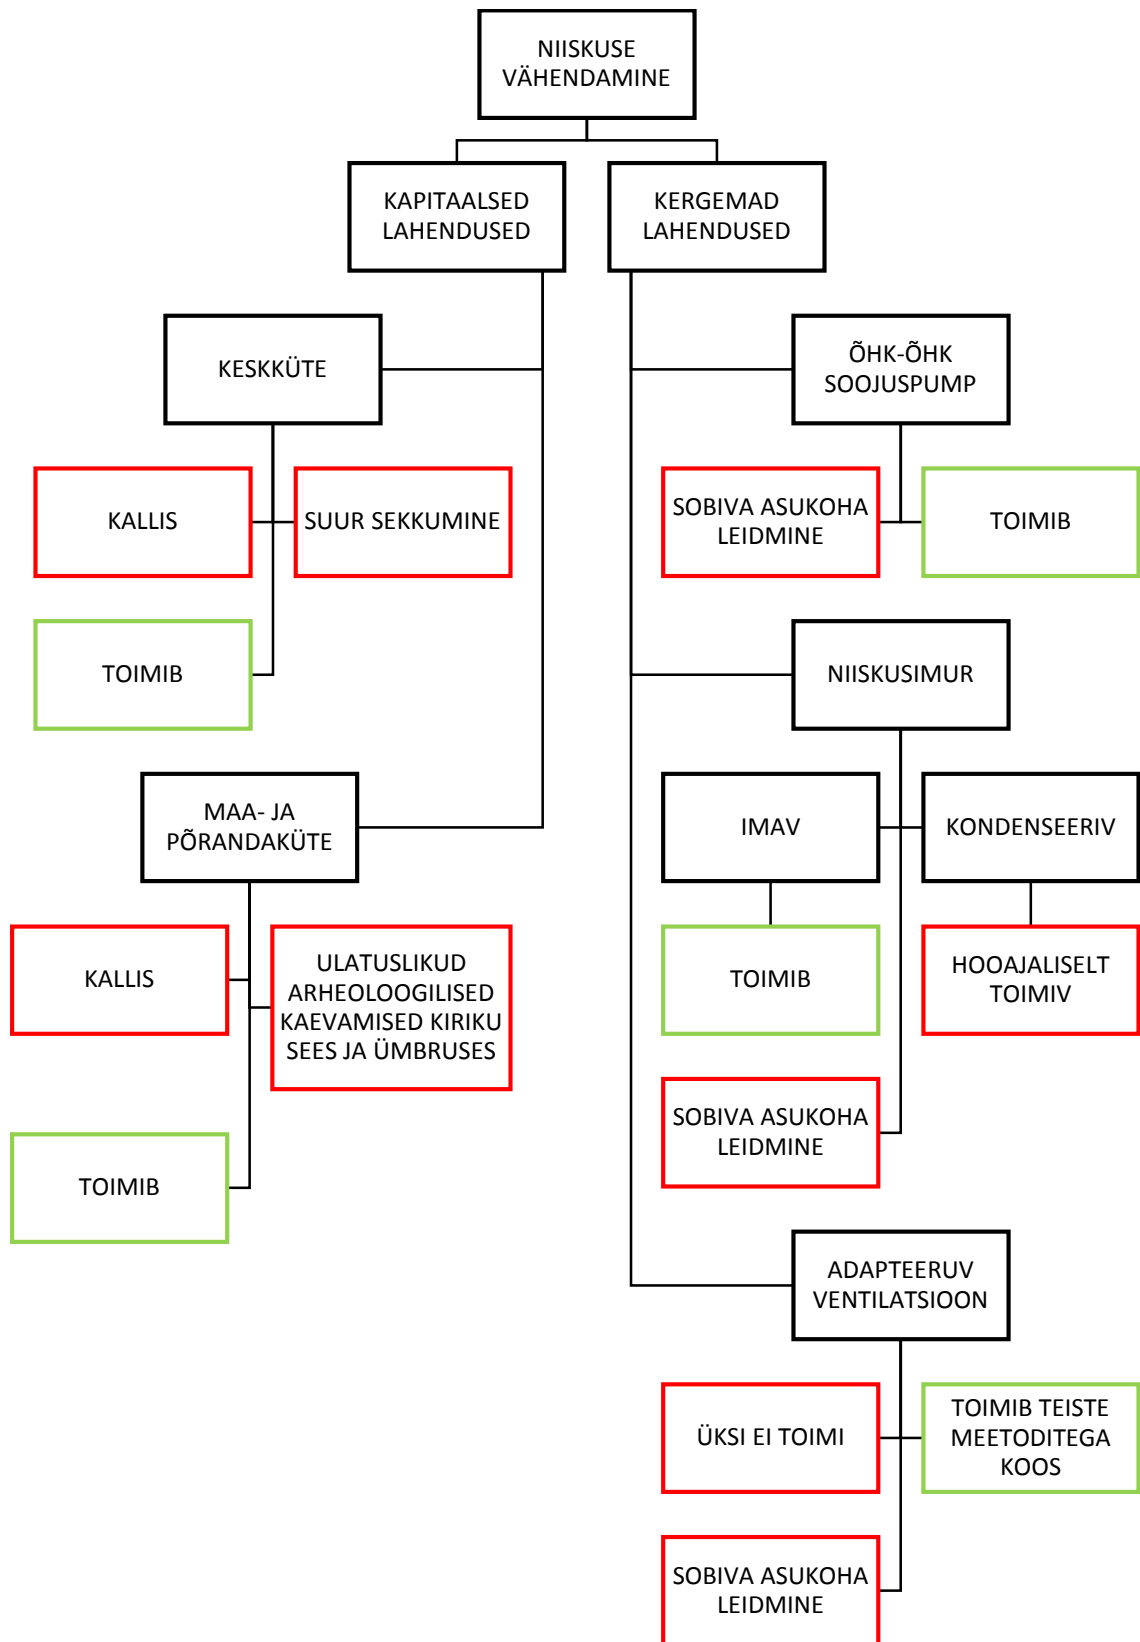 NIISKUSE
VÄHENDAMINE
KAPITAALSED
LAHENDUSED
KERGEMAD
LAHENDUSED
KESKKÜTE
KALLIS
SUUR SEKKUMINE
TOIMIB
MAA- JA
PÕRANDAKÜTE
KALLIS
ULATUSLIKUD
ARHEOLOOGILISED
KAEVAMISED KIRIKU
SEES JA ÜMBRUSES
TOIMIB
ÕHK-ÕHK
SOOJUSPUMP
SOBIVA ASUKOHA
LEIDMINE
TOIMIB
NIISKUSIMUR
IMAV
KONDENSEERIV
TOIMIB
HOOAJALISELT
TOIMIV
SOBIVA ASUKOHA
LEIDMINE
ADAPTEERUV
VENTILATSIOON
ÜKSI EI TOIMI
TOIMIB TEISTE
MEETODITEGA
KOOS
SOBIVA ASUKOHA
LEIDMINE